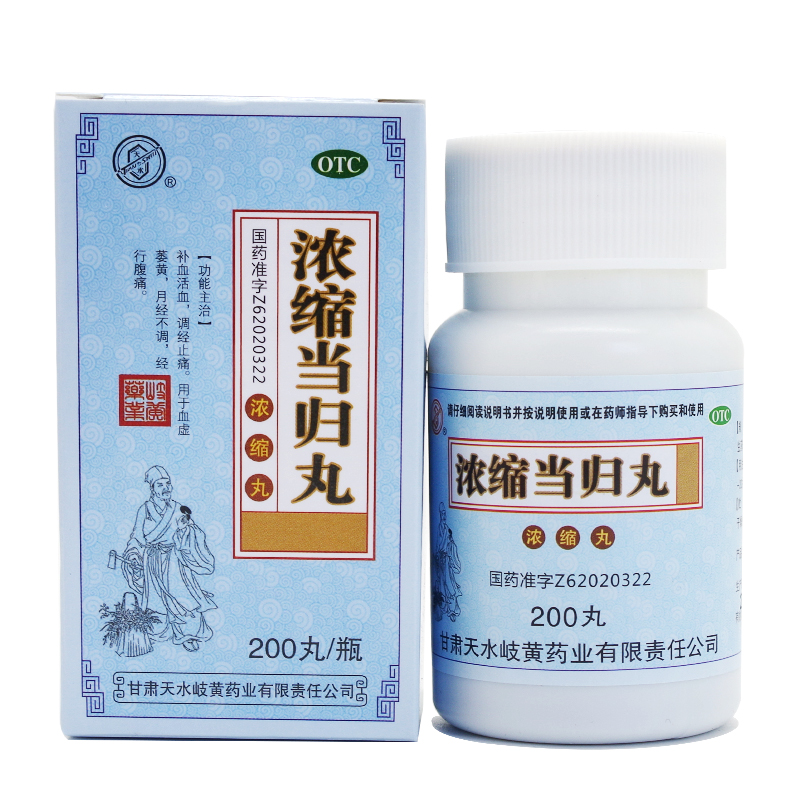 OTC
®
浓缩当归丸
国药准字Z62020322
浓缩丸
【功能主治】
补血活血，调经止痛。用于血虚
萎黄，月经不调，经
行腹痛。
岐黄
药业
200丸/瓶
甘肃天水岐黄药业有限责任公司
请仔细阅读说明书并按说明使用或在药师指导下购买和使用
OTC
®
浓缩当归丸
浓缩丸
国药准字Z62020322
200丸
甘肃天水岐黄药业有限责任公司